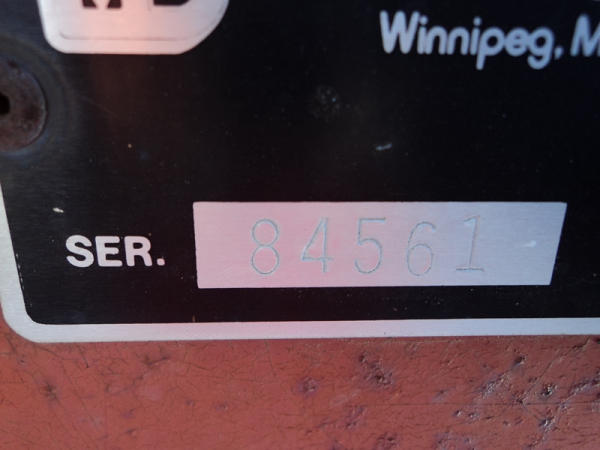 Winnipeg, M
SER. 84561